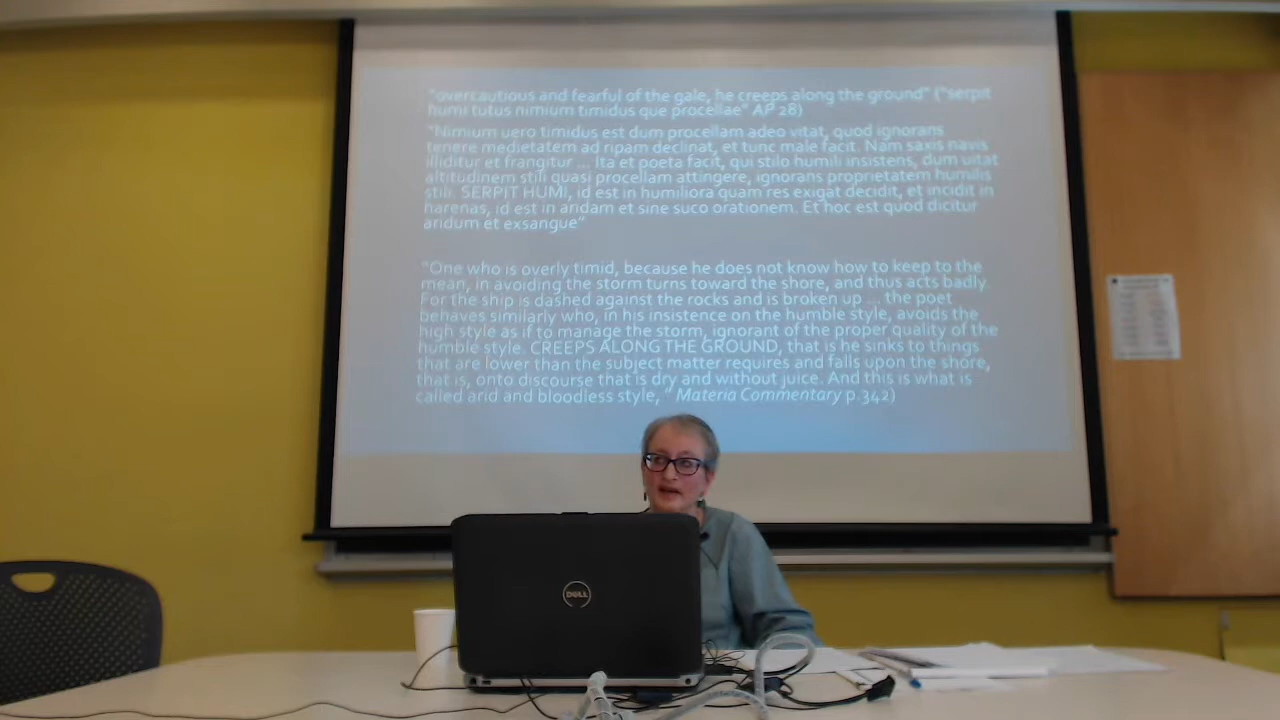 "overcautious and fearful of the gale, he creeps along the ground" ("serpit
humi tutus nimium timidus que procellae" AP 28)
"Nimium uero timidus est dum procellam adeo vitat, quod ignorans
tenere medietatem ad ripam declinat, et tunc male facit. Nam saxis navis
illiditur et frangitur ... Ita et poeta facit, qui stilo humili insistens, dum uitat
altitudinem stili quasi procellam attingere, ignorans proprietatem humilis
stili. SERPIT HUMI, id est in humiliora quam res exigat decidit, et incidit in
harenas, id est in aridam et sine suco orationem. Et hoc est quod dicitur
aridum et exsangue"
"One who is overly timid, because he does not know how to keep to the
mean, in avoiding the storm turns toward the shore, and thus acts badly.
For the ship is dashed against the rocks and is broken up ... the poet
behaves similarly who, in his insistence on the humble style, avoids the
high style as if to manage the storm, ignorant of the proper quality of the
humble style. CREEPS ALONG THE GROUND, that is he sinks to things
that are lower than the subject matter requires and falls upon the shore,
that is, onto discourse that is dry and without juice. And this is what is
called arid and bloodless style, " Materia Commentary p.342)
DELL